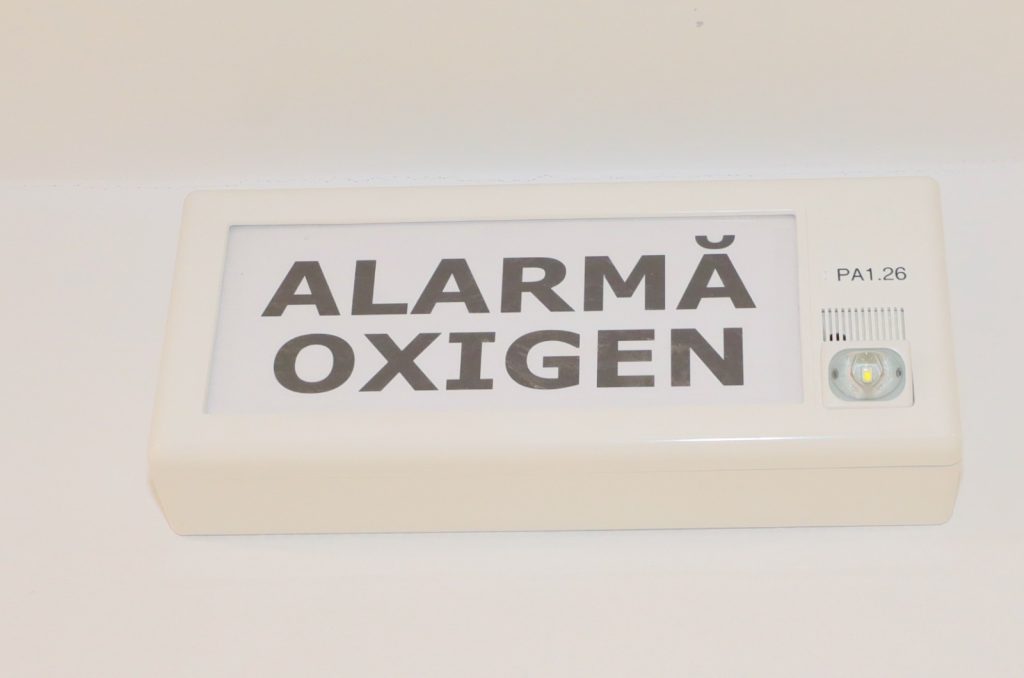 ALARMĂ
OXIGEN
PA1.26